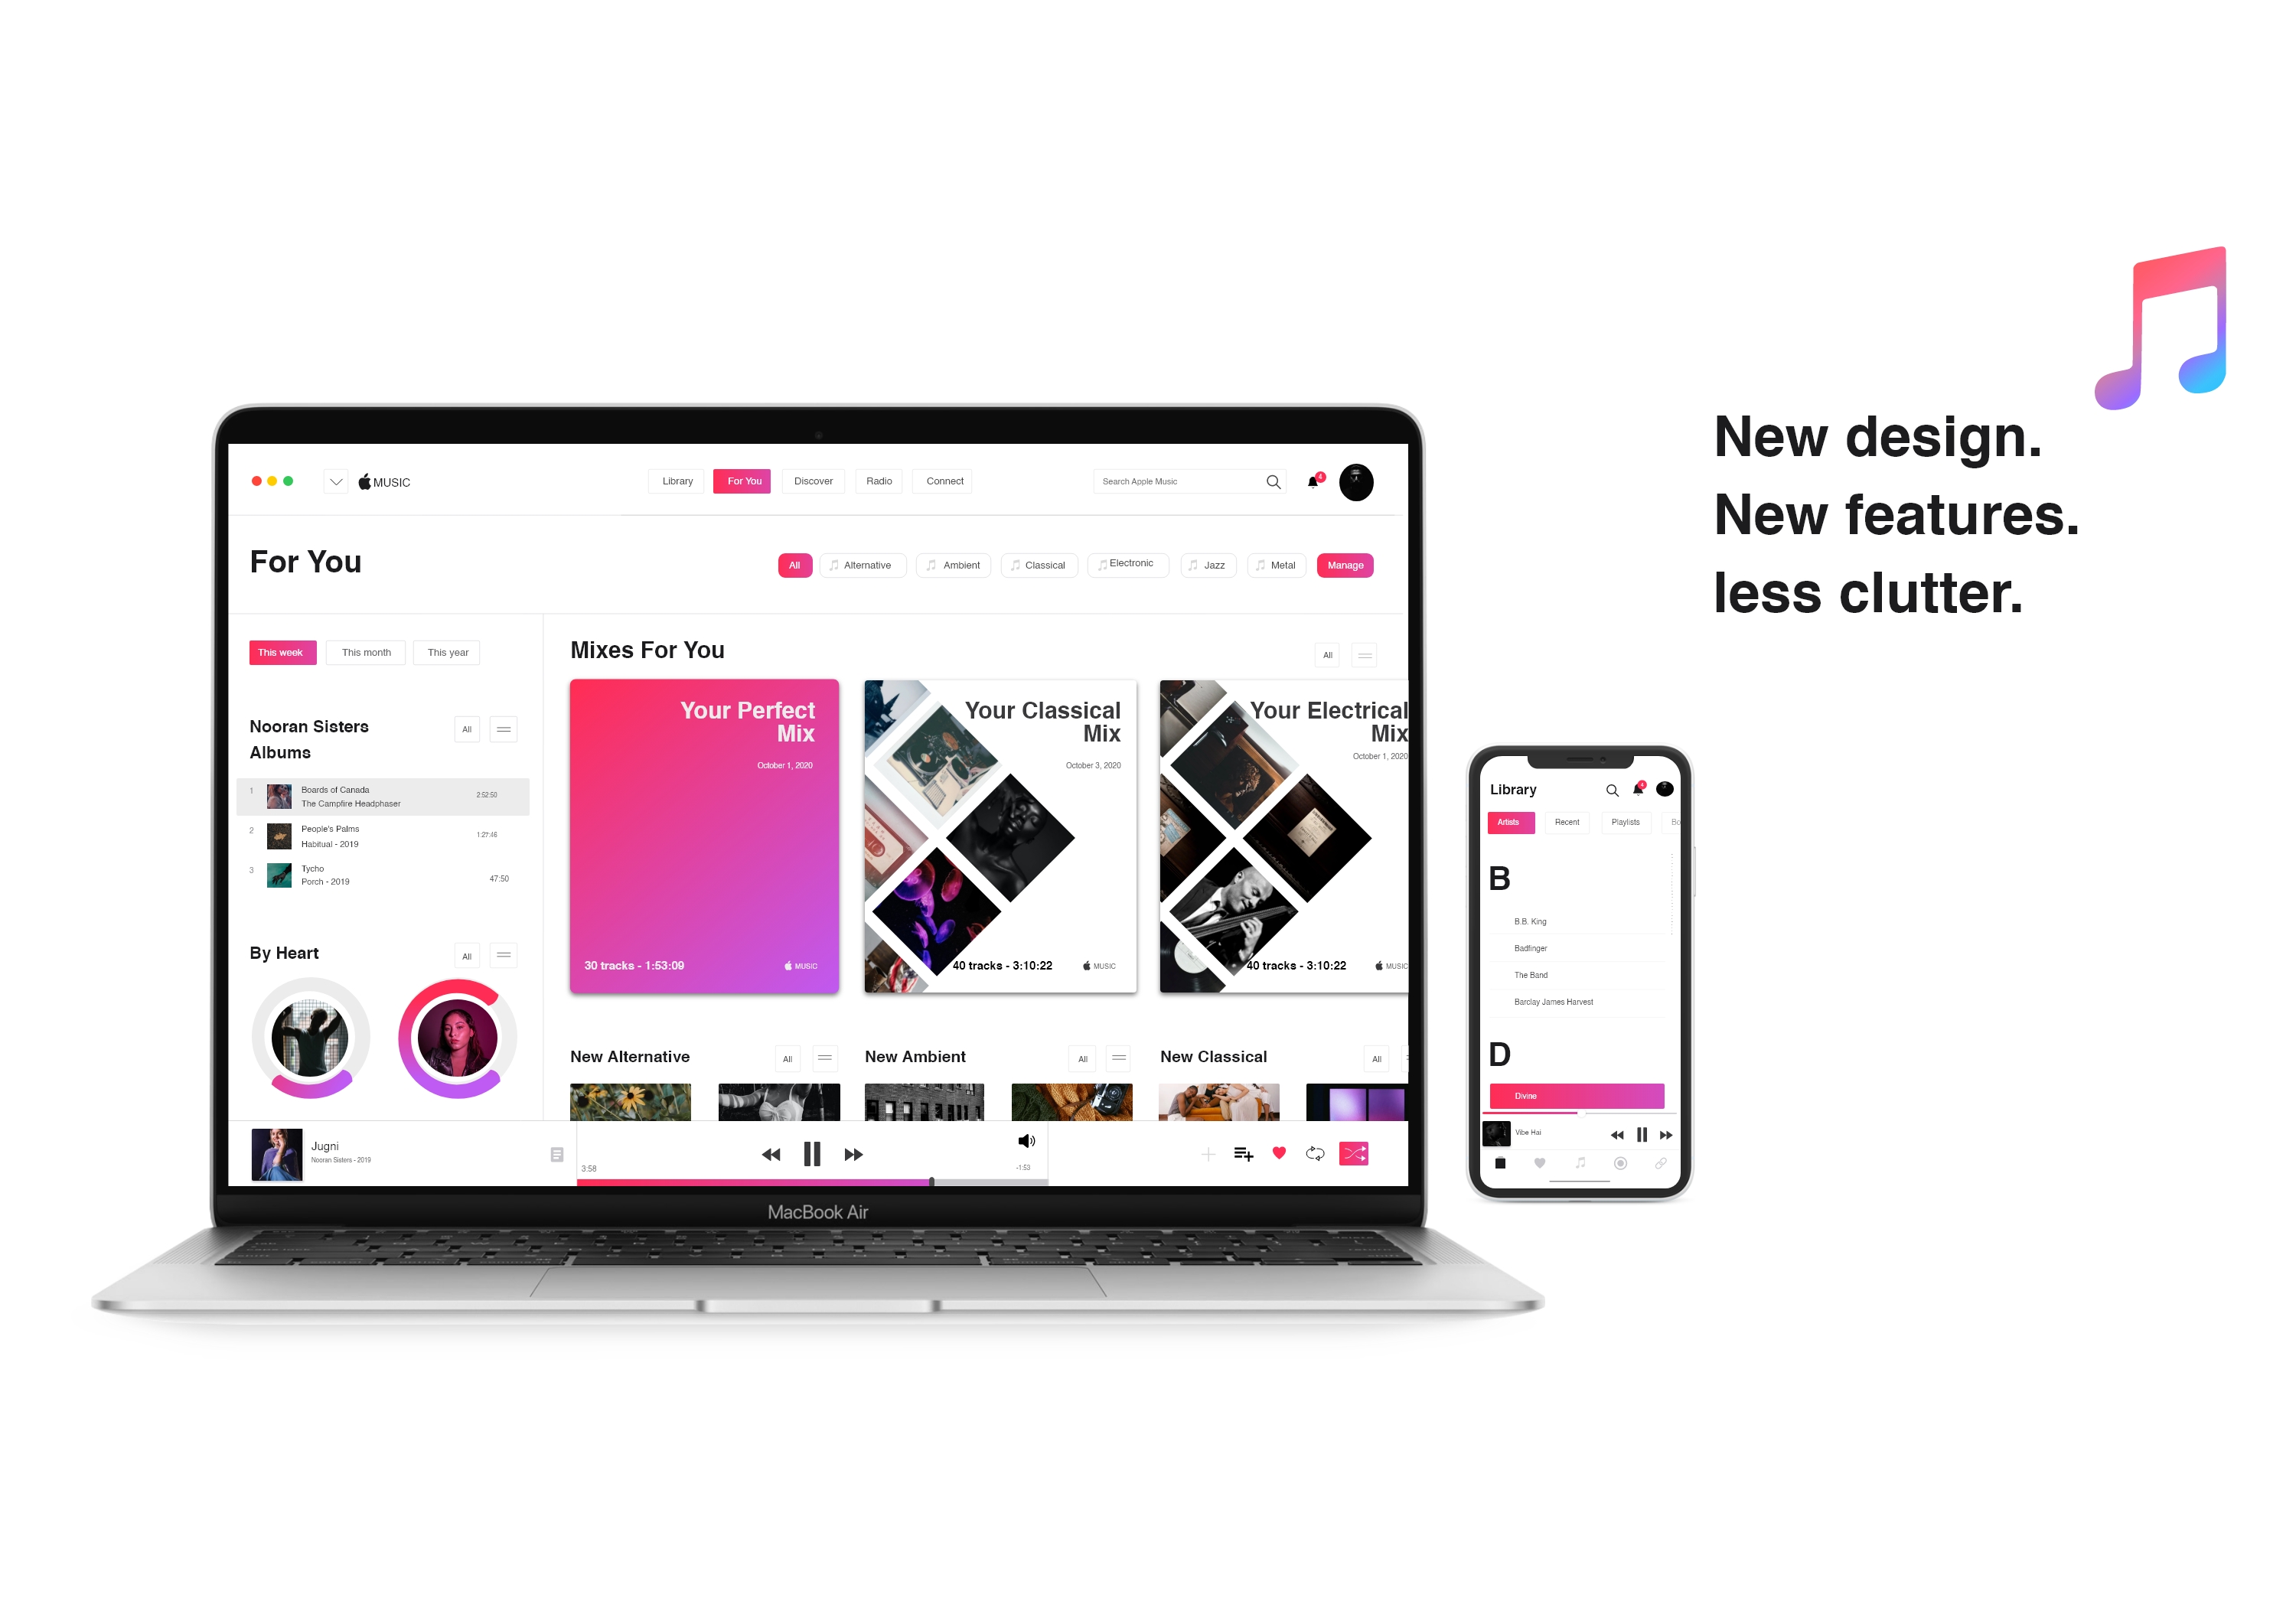 New design.
New features.
less clutter.
MUSIC
Library
For You
Discover
Radio
Connect
Search Apple Music
4
For You
All
Alternative
Ambient
Classical
Electronic
Jazz
Metal
Manage
This week
This month
This year
Nooran Sisters
Albums
All
1
Boards of Canada
The Campfire Headphaser
2:52:50
2
People's Palms
Habitual - 2019
1:27:46
3
Tycho
Porch - 2019
47:50
By Heart
All
Mixes For You
All
Your Perfect
Mix
October 1, 2020
30 tracks - 1:53:09
MUSIC
Your Classical
Mix
October 3, 2020
40 tracks - 3:10:22
MUSIC
Your Electrical
Mix
October 1, 2020
40 tracks - 3:10:22
MUSIC
New Alternative
All
New Ambient
All
New Classical
All
Jugni
Nooran Sisters - 2019
3:58
-1:53
MacBook Air
Library
4
Artists
Recent
Playlists
Bo
B
B.B. King
Badfinger
The Band
Barclay James Harvest
D
Divine
Vibe Hai